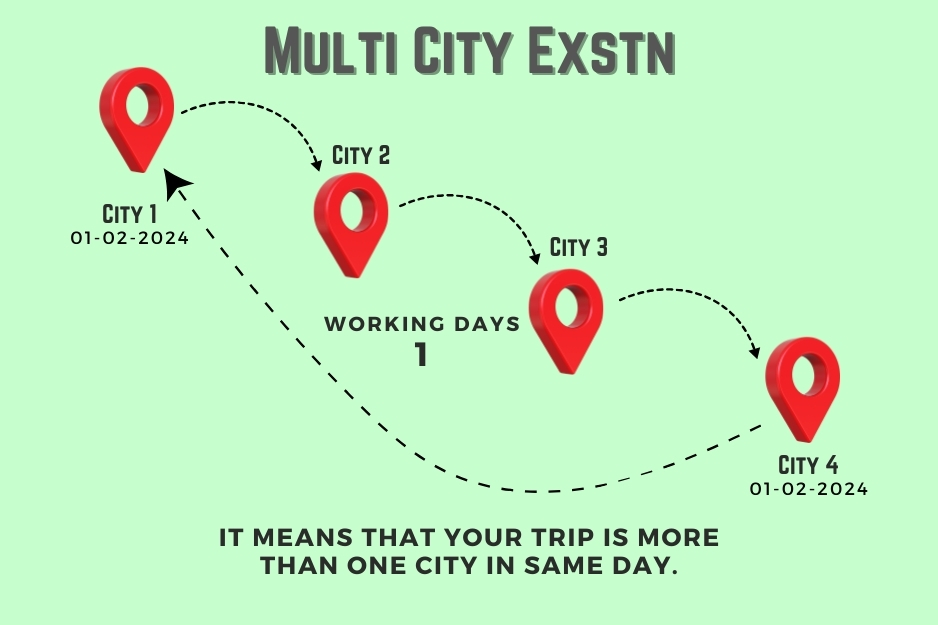 Multi City Exstn
City 2
City 1
01-02-2024
City 3
WORKING DAYS
1
City 4
01-02-2024
IT MEANS THAT YOUR TRIP IS MORE
THAN ONE CITY IN SAME DAY.